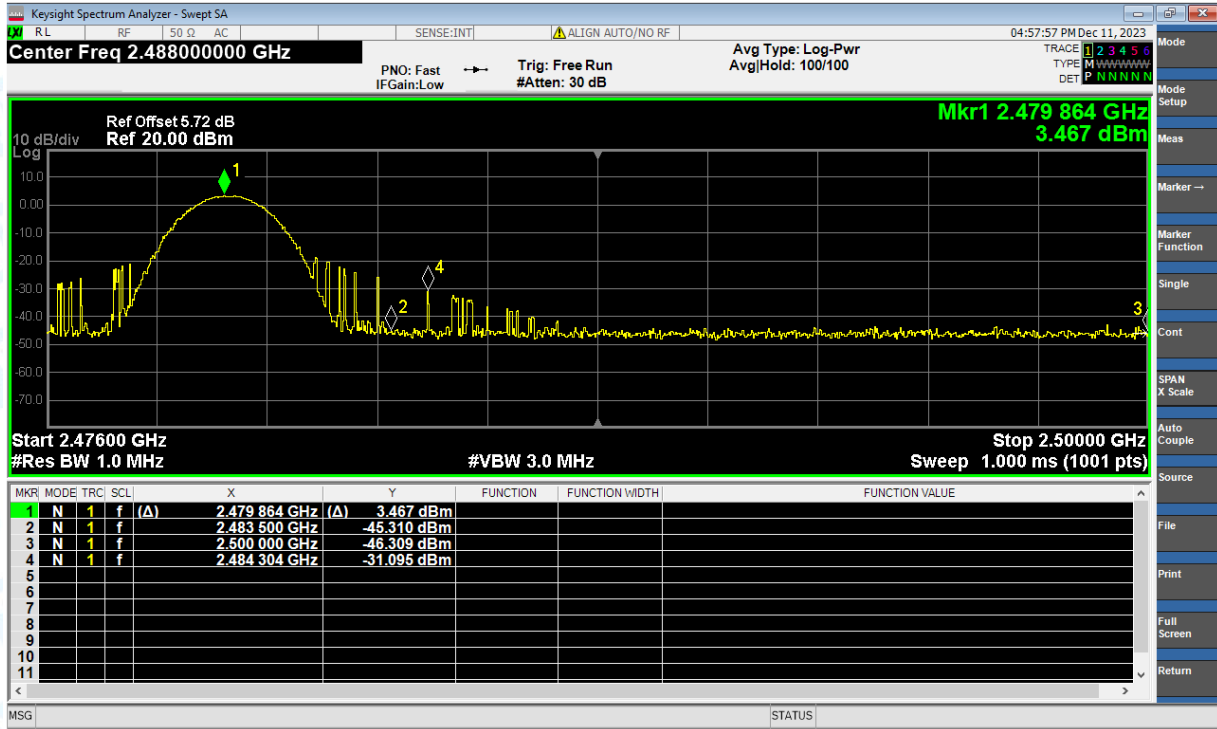 Keysight Spectrum Analyzer - Swept SA
LXI RL RF 50 Ω AC SENSE:INT ALIGN AUTO/NO RF 04:57:57 PM Dec 11, 2023
Center Freq 2.488000000 GHz
PNO: Fast
IFGain:Low
Trig: Free Run
#Atten: 30 dB
Avg Type: Log-Pwr
Avg|Hold: 100/100
TRACE 1 2 3 4 5 6
TYPE M WWWWW
DET P N N N N N
Mkr1 2.479 864 GHz
3.467 dBm
Ref Offset 5.72 dB
10 dB/div Ref 20.00 dBm
Log
10.0
0.00
-10.0
-20.0
-30.0
-40.0
-50.0
-60.0
-70.0
1
2
4
3
Start 2.47600 GHz Stop 2.50000 GHz
#Res BW 1.0 MHz #VBW 3.0 MHz Sweep 1.000 ms (1001 pts)
MKR MODE TRC SCL X Y FUNCTION FUNCTION WIDTH FUNCTION VALUE
1 N 1 f (Δ) 2.479 864 GHz (Δ) 3.467 dBm
2 N 1 f 2.483 500 GHz -45.310 dBm
3 N 1 f 2.500 000 GHz -46.309 dBm
4 N 1 f 2.484 304 GHz -31.095 dBm
5
6
7
8
9
10
11
MSG STATUS
Mode
Mode
Setup
Meas
Marker →
Marker
Function
Single
Cont
SPAN
X Scale
Auto
Couple
Source
File
Print
Full
Screen
Return